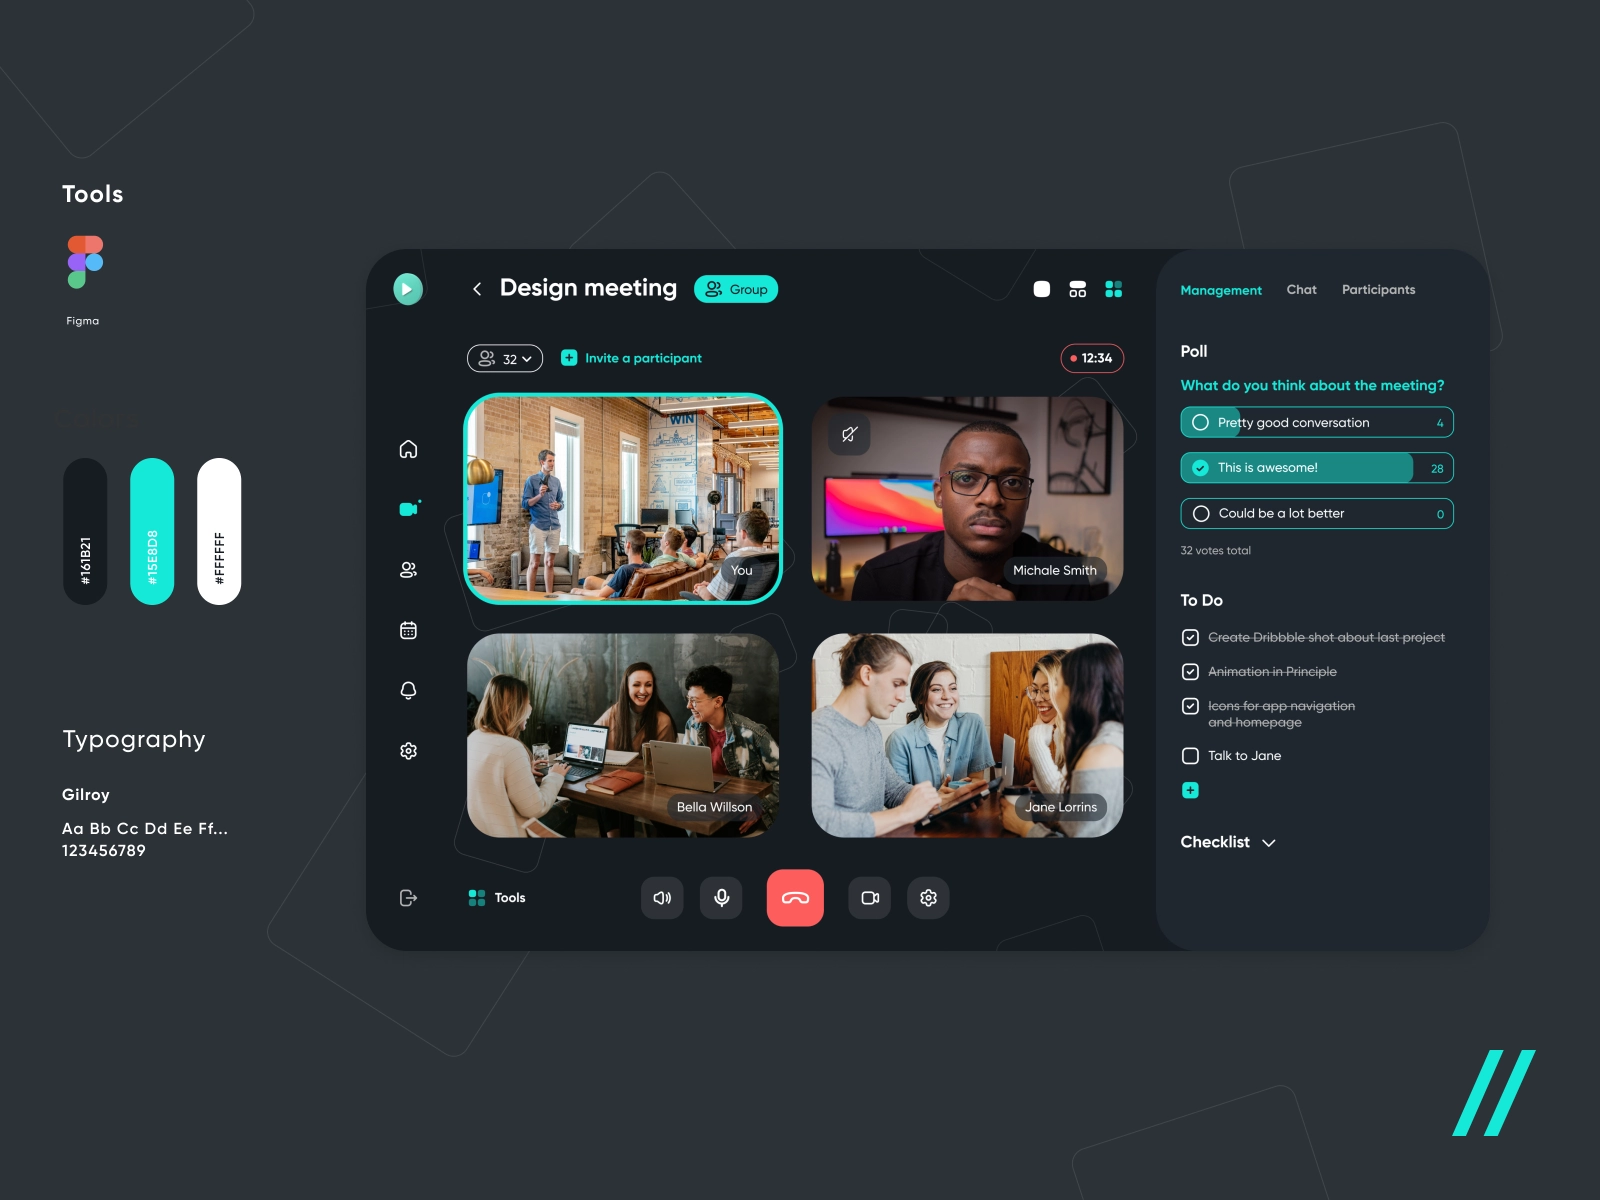 Tools
Figma
#161B21
#15E8D8
#FFFFFF
Typography
Gilroy
Aa Bb Cc Dd Ee Ff...
123456789
Design meeting
Group
32
Invite a participant
12:34
WIN
You
Michale Smith
Bella Willson
Jane Lorrins
Tools
Management
Chat
Participants
Poll
What do you think about the meeting?
Pretty good conversation
4
This is awesome!
28
Could be a lot better
0
32 votes total
To Do
Create Dribbble shot about last project
Animation in Principle
Icons for app navigation
and homepage
Talk to Jane
Checklist